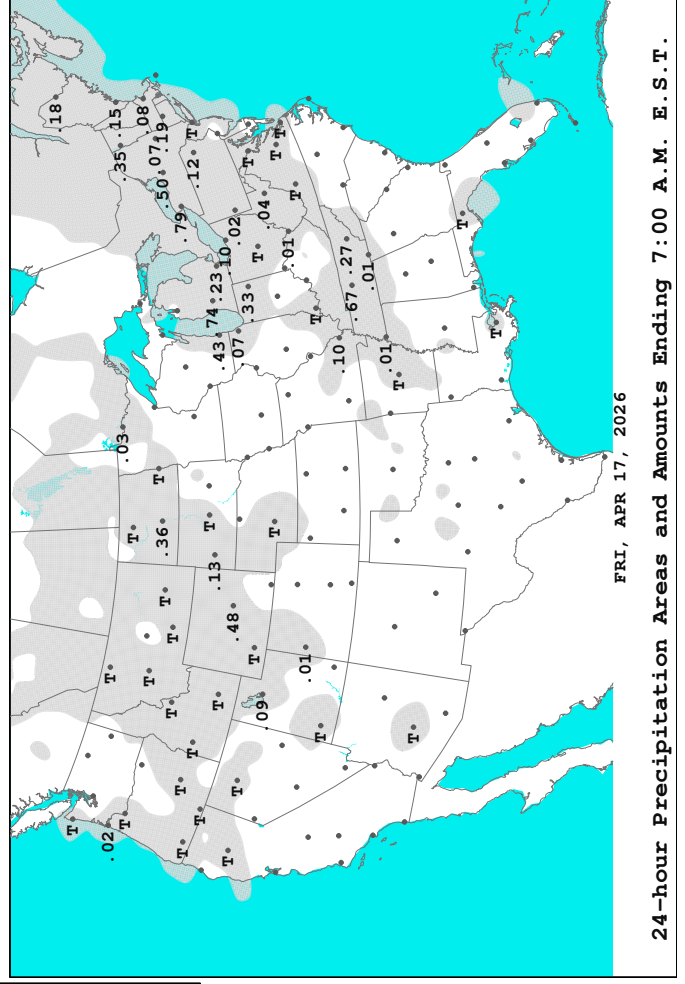 .18
T
.02
T
.15
.35
.03
T
T
.08
T
.07
T
.19
.36
.50
T
T
T
.79
T
T
T
T
.12
T
T
.74
.13
.23
T
.43
.10
T
.48
.02
T
.07
T
.33
T
T
.09
.04
T
T
T
.01
T
.01
T
T
.10
.27
.67
.01
.01
T
T
T
T
FRI, APR 17, 2026
24-hour Precipitation Areas and Amounts Ending 7:00 A.M. E.S.T.